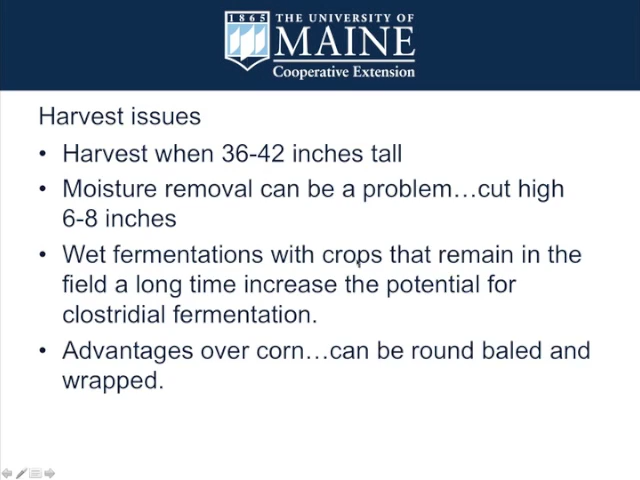 1865
THE UNIVERSITY OF
MAINE
Cooperative Extension
Harvest issues
• Harvest when 36-42 inches tall
• Moisture removal can be a problem…cut high
6-8 inches
• Wet fermentations with crops that remain in the
field a long time increase the potential for
clostridial fermentation.
• Advantages over corn…can be round baled and
wrapped.